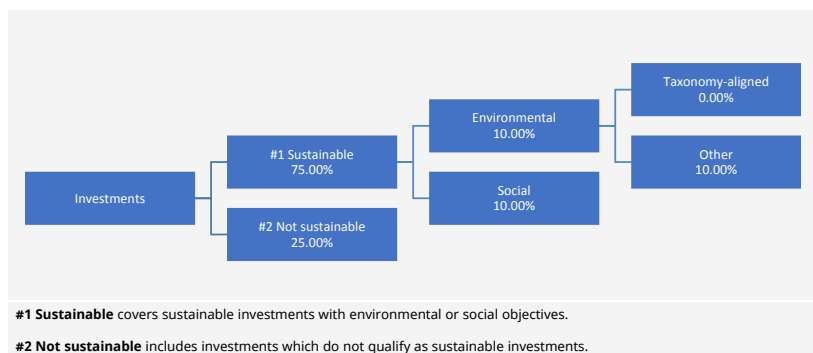 Taxonomy-aligned
0.00%
Environmental
10.00%
#1 Sustainable
75.00%
Other
10.00%
Investments
Social
10.00%
#2 Not sustainable
25.00%
#1 Sustainable covers sustainable investments with environmental or social objectives.
#2 Not sustainable includes investments which do not qualify as sustainable investments.